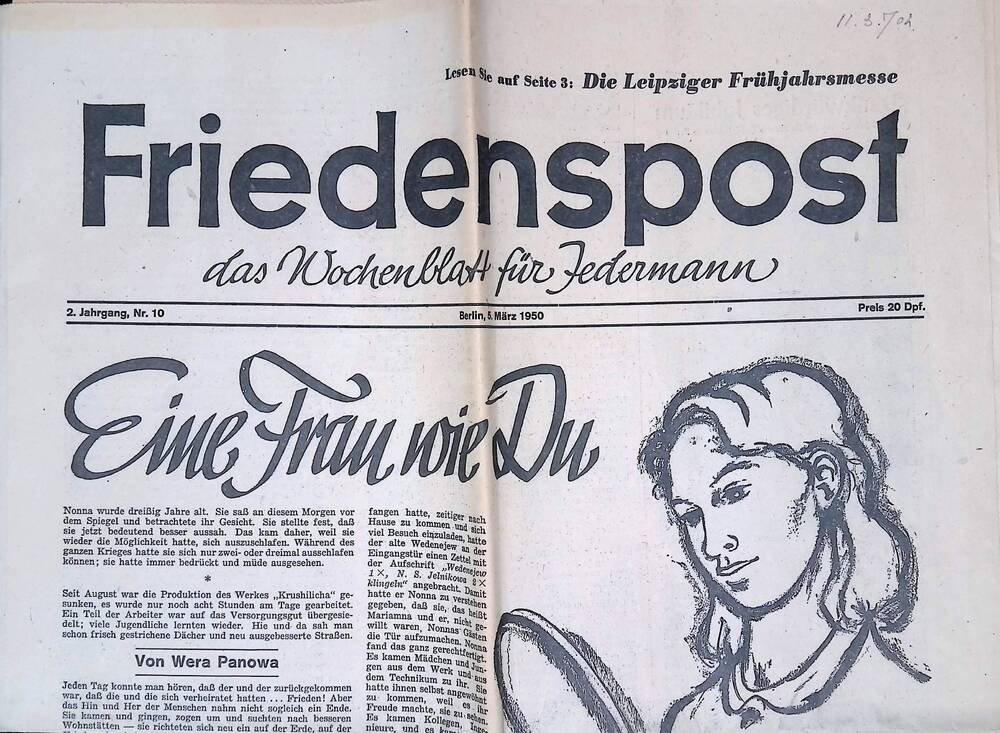 Lesen Sie auf Seite 3: Die Leipziger Frühjahrsmesse
Friedenspost
das Wochenblatt für Jedermann
2. Jahrgang, Nr. 10
Berlin, 5. März 1950
Preis 20 Dpf.
Eine Frau wie Du
Nonna wurde dreißig Jahre alt. Sie saß an diesem Morgen vor
dem Spiegel und betrachtete ihr Gesicht. Sie stellte fest, daß
sie jetzt bedeutend besser aussah. Das kam daher, weil sie
wieder die Möglichkeit hatte, sich auszuschlafen. Während des
ganzen Krieges hatte sie sich nur zwei- oder dreimal ausschlafen
können; sie hatte immer bedrückt und müde ausgesehen.
*
Seit August war die Produktion des Werkes „Krushilicha“ ge-
sunken, es wurde nur noch acht Stunden am Tage gearbeitet.
Ein Teil der Arbeiter war auf das Versorgungsgut übergesie-
delt; viele Jugendliche lernten wieder. Hie und da sah man
schon frisch gestrichene Dächer und neu ausgebesserte Straßen.
Von Wera Panowa
Jeden Tag konnte man hören, daß der und der zurückgekommen
war, daß die und die sich verheiratet hatten ... Frieden! Aber
das Hin und Her der Menschen nahm nicht sogleich ein Ende.
Sie kamen und gingen, zogen um und suchten nach besseren
Wohnstätten — sie richteten sich neu ein auf der Erde, auf der
fangen hatte, zeitiger nach
Hause zu kommen und sich
viel Besuch einzuladen, hatte
der alte Wedenejew an der
Eingangstür einen Zettel mit
der Aufschrift „Wedenejew
1 ×, N. S. Jelnikowa 2 ×
klingeln“ angebracht. Damit
hatte er Nonna zu verstehen
gegeben, daß sie, das heißt
Mariamna und er, nicht ge-
willt waren, Nonnas Gästen
die Tür aufzumachen. Nonna
fand das ganz gerechtfertigt.
Es kamen Mädchen und Jun-
gen aus dem Werk und aus
dem Technikum zu ihr. Sie
hatte ihnen selbst angewöhnt
zu kommen, weil es ihr
Freude machte, sie zu sehen.
Es kamen Kollegen, Inge-
nieure, und es